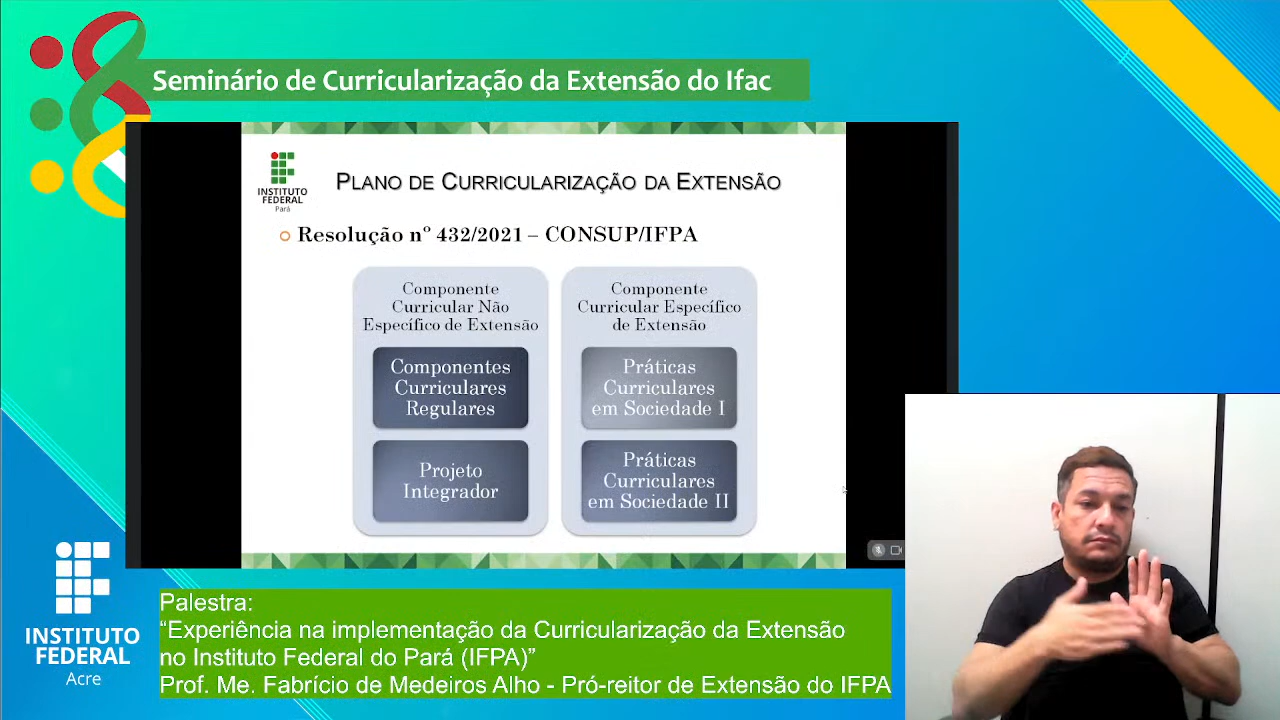 Seminário de Curricularização da Extensão do Ifac
INSTITUTO
FEDERAL
Pará
PLANO DE CURRICULARIZAÇÃO DA EXTENSÃO
Resolução nº 432/2021 – CONSUP/IFPA
Componente
Curricular Não
Específico de Extensão
Componentes
Curriculares
Regulares
Projeto
Integrador
Componente
Curricular Específico
de Extensão
Práticas
Curriculares
em Sociedade I
Práticas
Curriculares
em Sociedade II
INSTITUTO
FEDERAL
Acre
Palestra:
“Experiência na implementação da Curricularização da Extensão
no Instituto Federal do Pará (IFPA)”
Prof. Me. Fabrício de Medeiros Alho - Pró-reitor de Extensão do IFPA